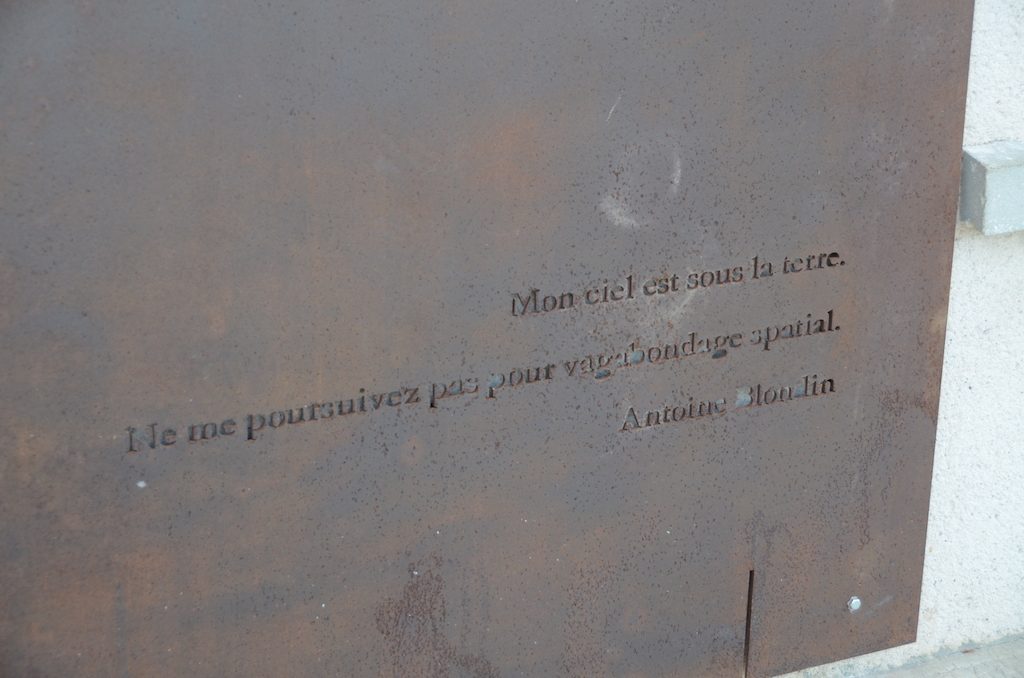 Mon ciel est sous la terre.
Ne me poursuivez pas pour vagabondage spatial.
Antoine Blondin